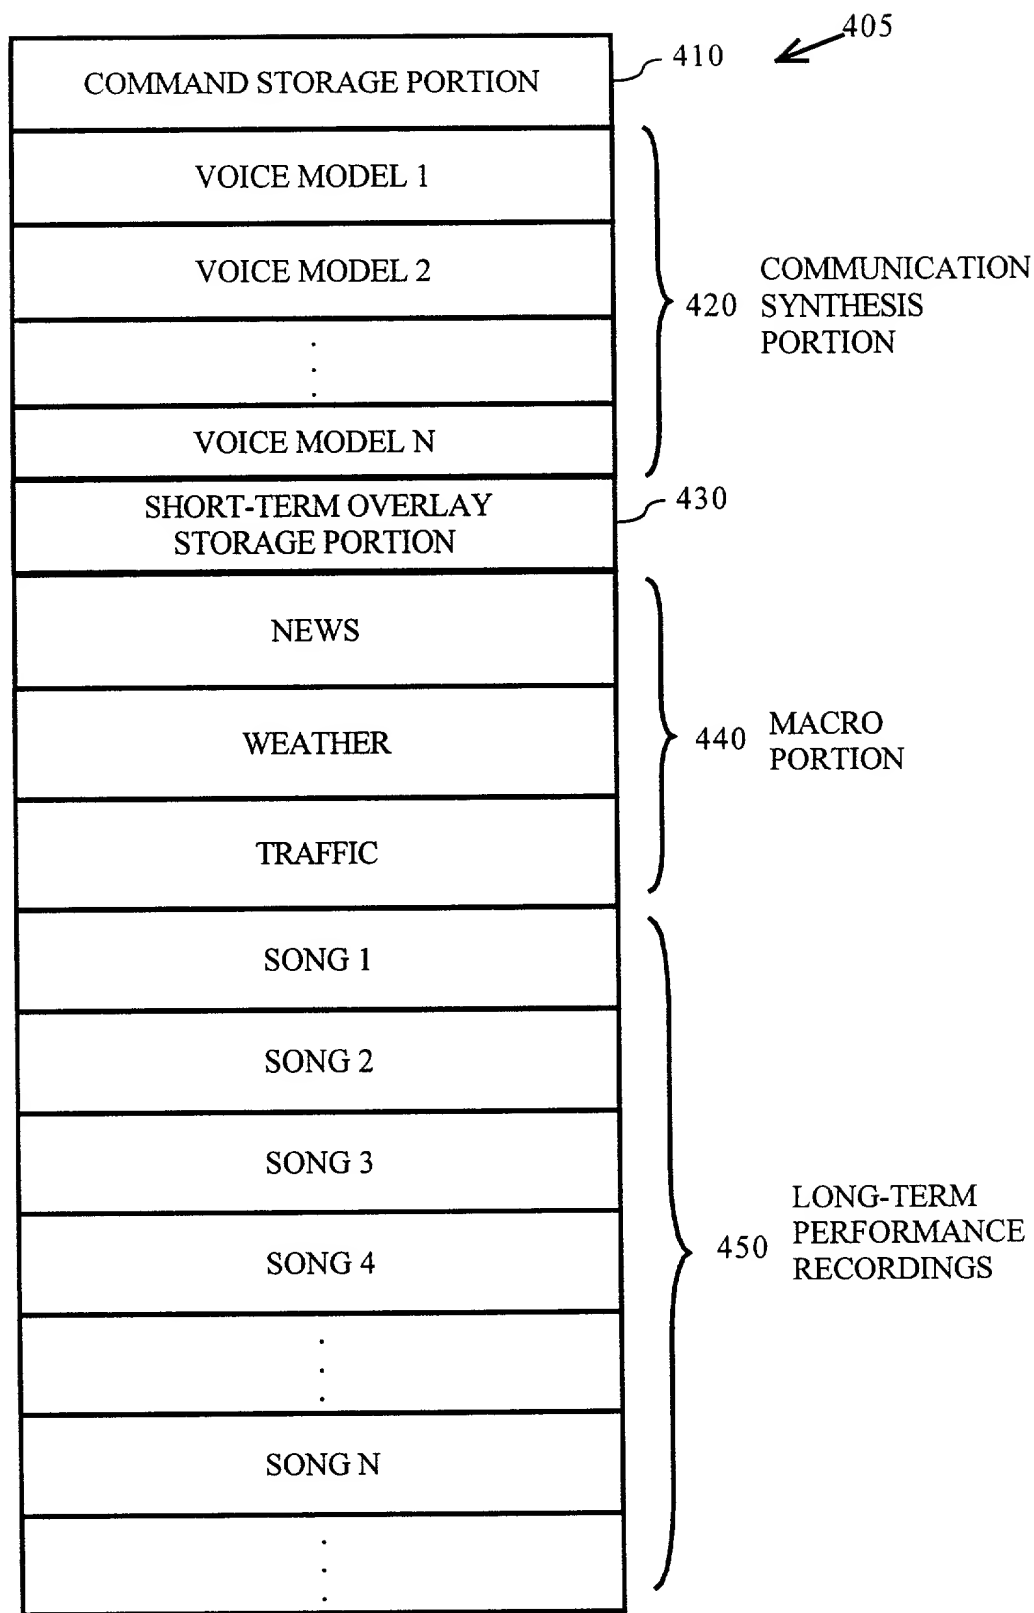 405
COMMAND STORAGE PORTION
410
VOICE MODEL 1
VOICE MODEL 2
.
.
.
VOICE MODEL N
420
COMMUNICATION
SYNTHESIS
PORTION
SHORT-TERM OVERLAY
STORAGE PORTION
430
NEWS
WEATHER
TRAFFIC
440
MACRO
PORTION
SONG 1
SONG 2
SONG 3
SONG 4
.
.
.
SONG N
.
.
.
450
LONG-TERM
PERFORMANCE
RECORDINGS